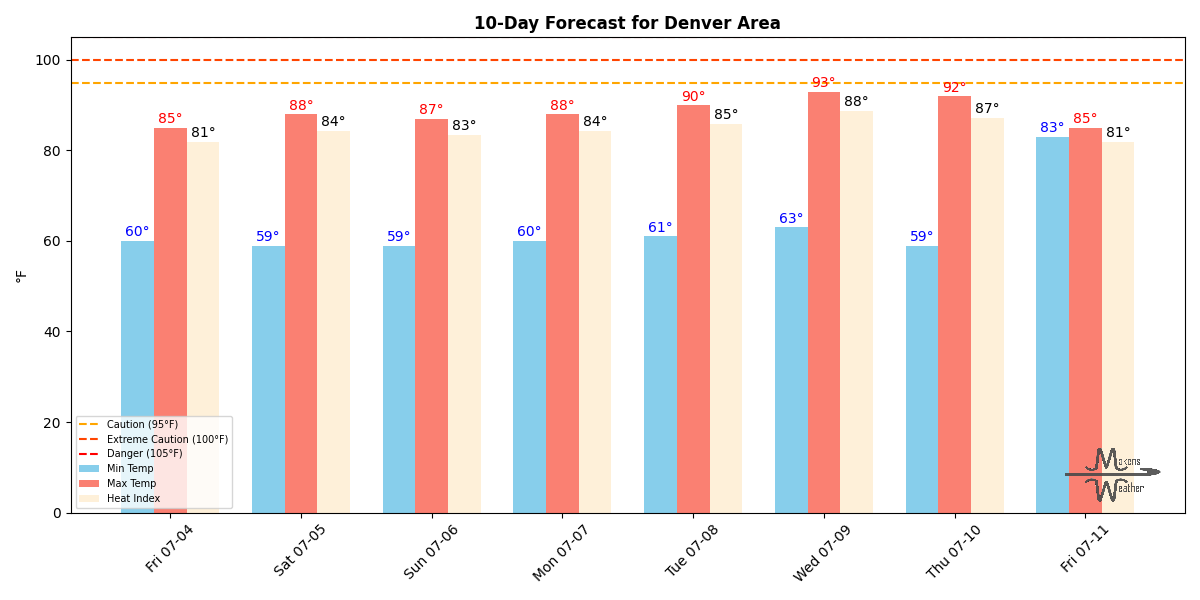 10-Day Forecast for Denver Area
°F
100
80
60
40
20
0
60° 85° 81°
59° 88° 84°
59° 87° 83°
60° 88° 84°
61° 90° 85°
63° 93° 88°
59° 92° 87°
83° 85° 81°
Caution (95°F)
Extreme Caution (100°F)
Danger (105°F)
Min Temp
Max Temp
Heat Index
akens
eather
Fri 07-04
Sat 07-05
Sun 07-06
Mon 07-07
Tue 07-08
Wed 07-09
Thu 07-10
Fri 07-11